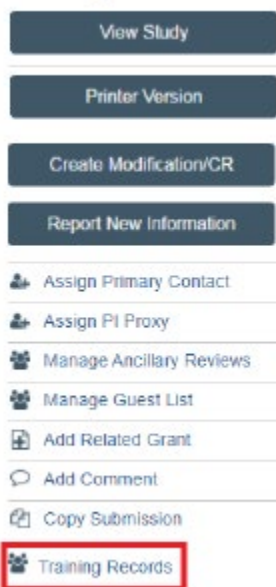 View Study
Printer Version
Create Modification/CR
Report New Information
Assign Primary Contact
Assign PI Proxy
Manage Ancillary Reviews
Manage Guest List
Add Related Grant
Add Comment
Copy Submission
Training Records